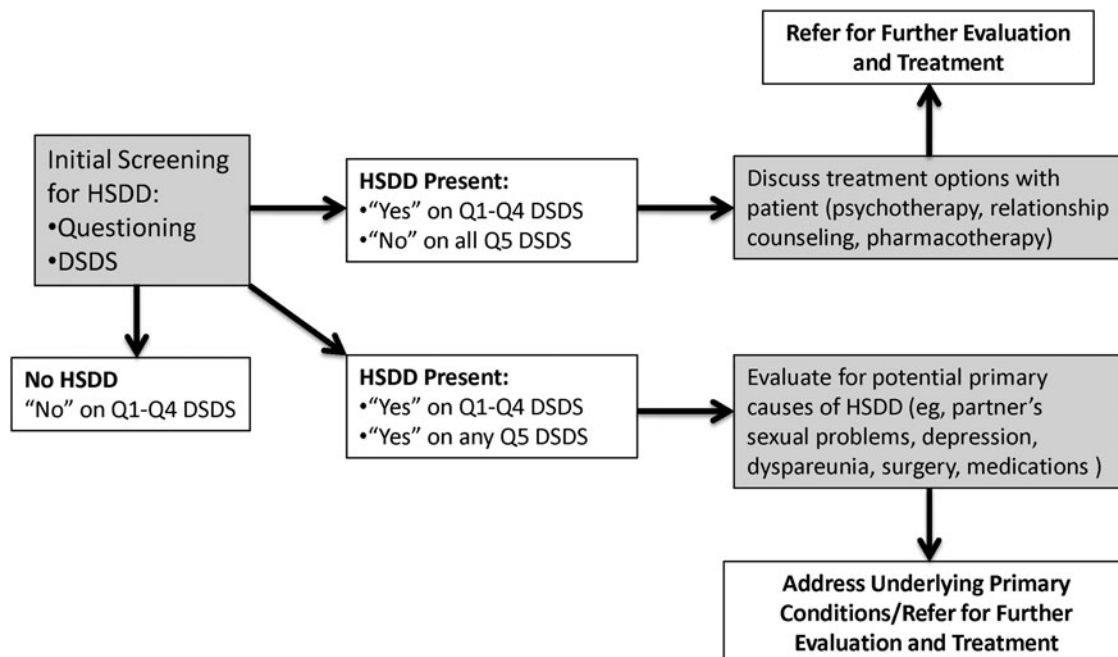 Refer for Further Evaluation
and Treatment
Initial Screening
for HSDD:
•Questioning
•DSDS
HSDD Present:
•“Yes” on Q1-Q4 DSDS
•“No” on all Q5 DSDS
Discuss treatment options with
patient (psychotherapy, relationship
counseling, pharmacotherapy)
No HSDD
“No” on Q1-Q4 DSDS
HSDD Present:
•“Yes” on Q1-Q4 DSDS
•“Yes” on any Q5 DSDS
Evaluate for potential primary
causes of HSDD (eg, partner’s
sexual problems, depression,
dyspareunia, surgery, medications )
Address Underlying Primary
Conditions/Refer for Further
Evaluation and Treatment